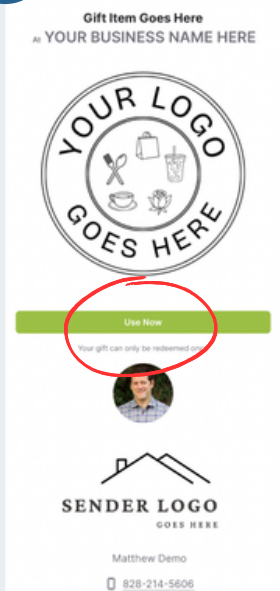 Gift Item Goes Here
At YOUR BUSINESS NAME HERE
YOUR LOGO
GOES HERE
Use Now
Your gift can only be redeemed once
SENDER LOGO
GOES HERE
Matthew Demo
828-214-5606